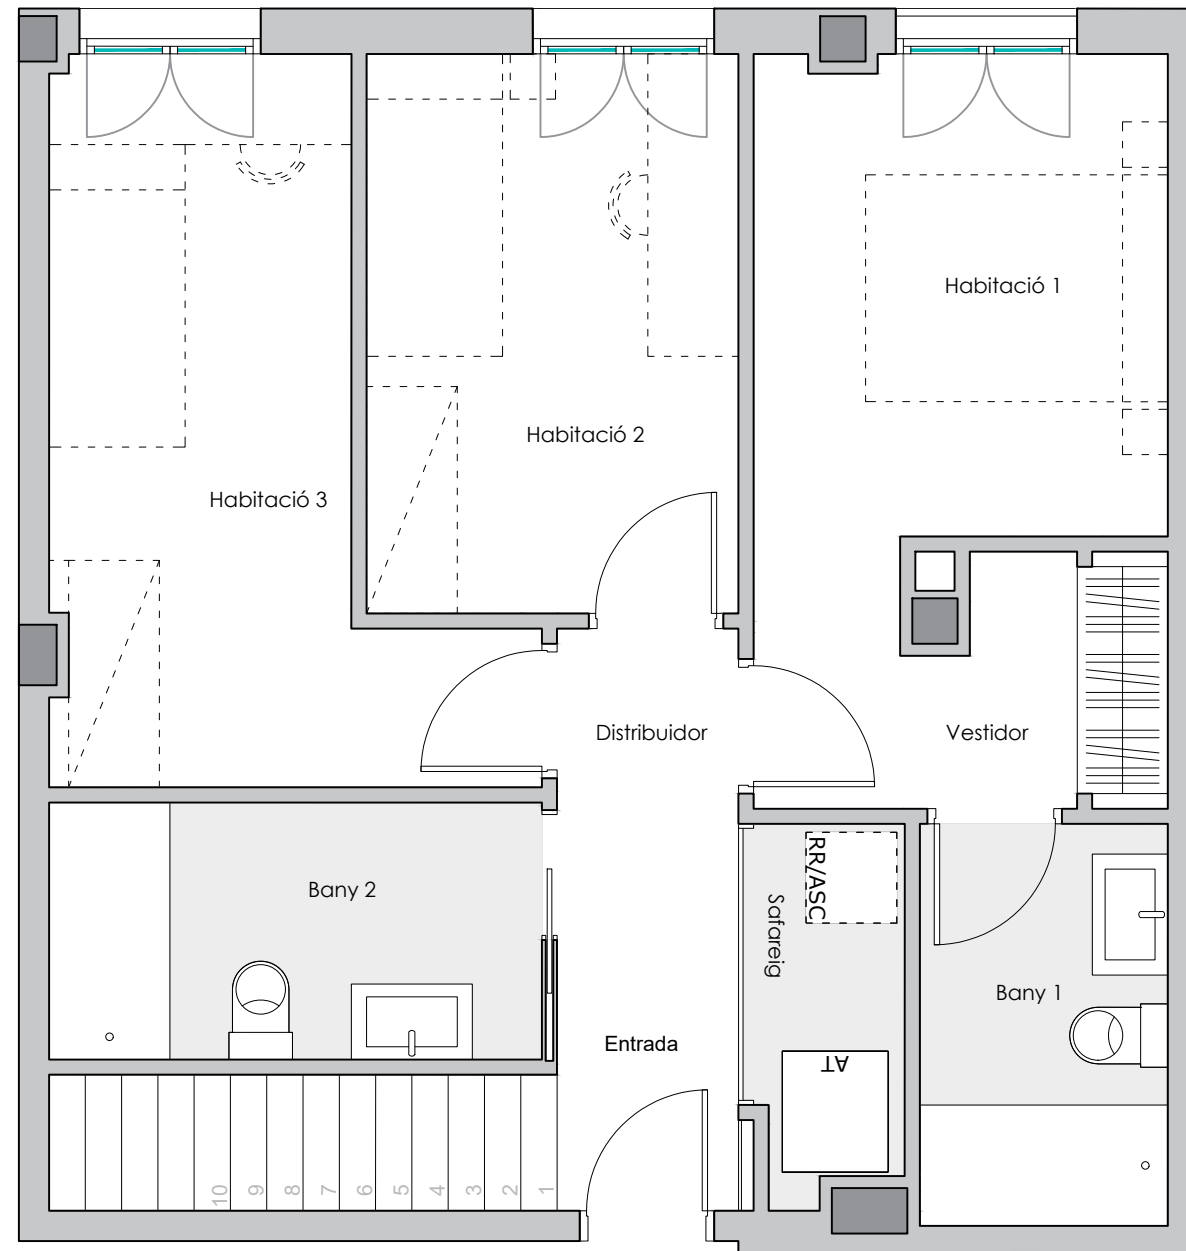 Habitació 1
Habitació 2
Habitació 3
Distribuidor
Vestidor
RR/ASC
Safareig
Bany 2
Bany 1
Entrada
AT
10 9 8 7 6 5 4 3 2 1